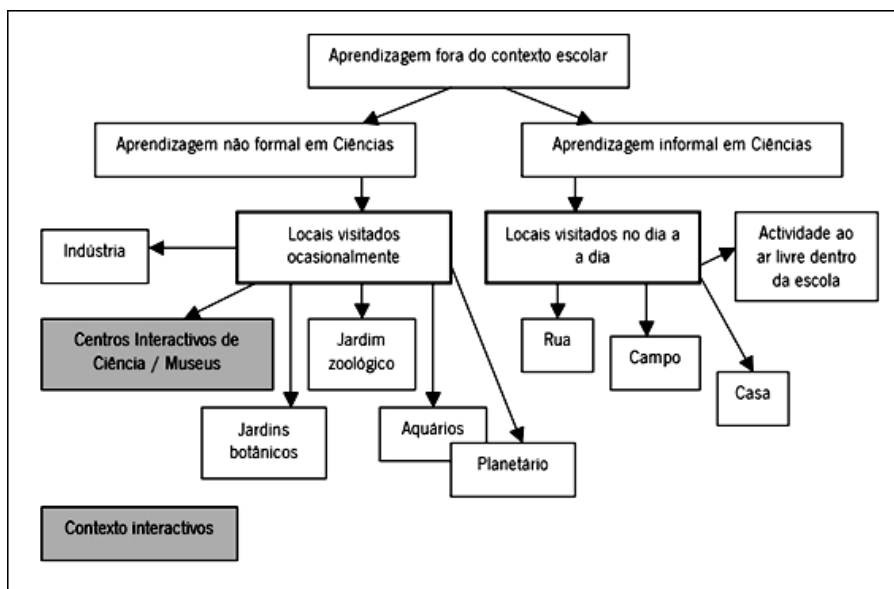 Aprendizagem fora do contexto escolar
Aprendizagem não formal em Ciências
Aprendizagem informal em Ciências
Locais visitados
ocasionalmente
Locais visitados no dia a
a dia
Actividade ao
ar livre dentro
da escola
Indústria
Centros Interactivos de
Ciência / Museus
Jardim
zoológico
Rua
Campo
Casa
Jardins
botânicos
Aquários
Planetário
Contexto interactivos